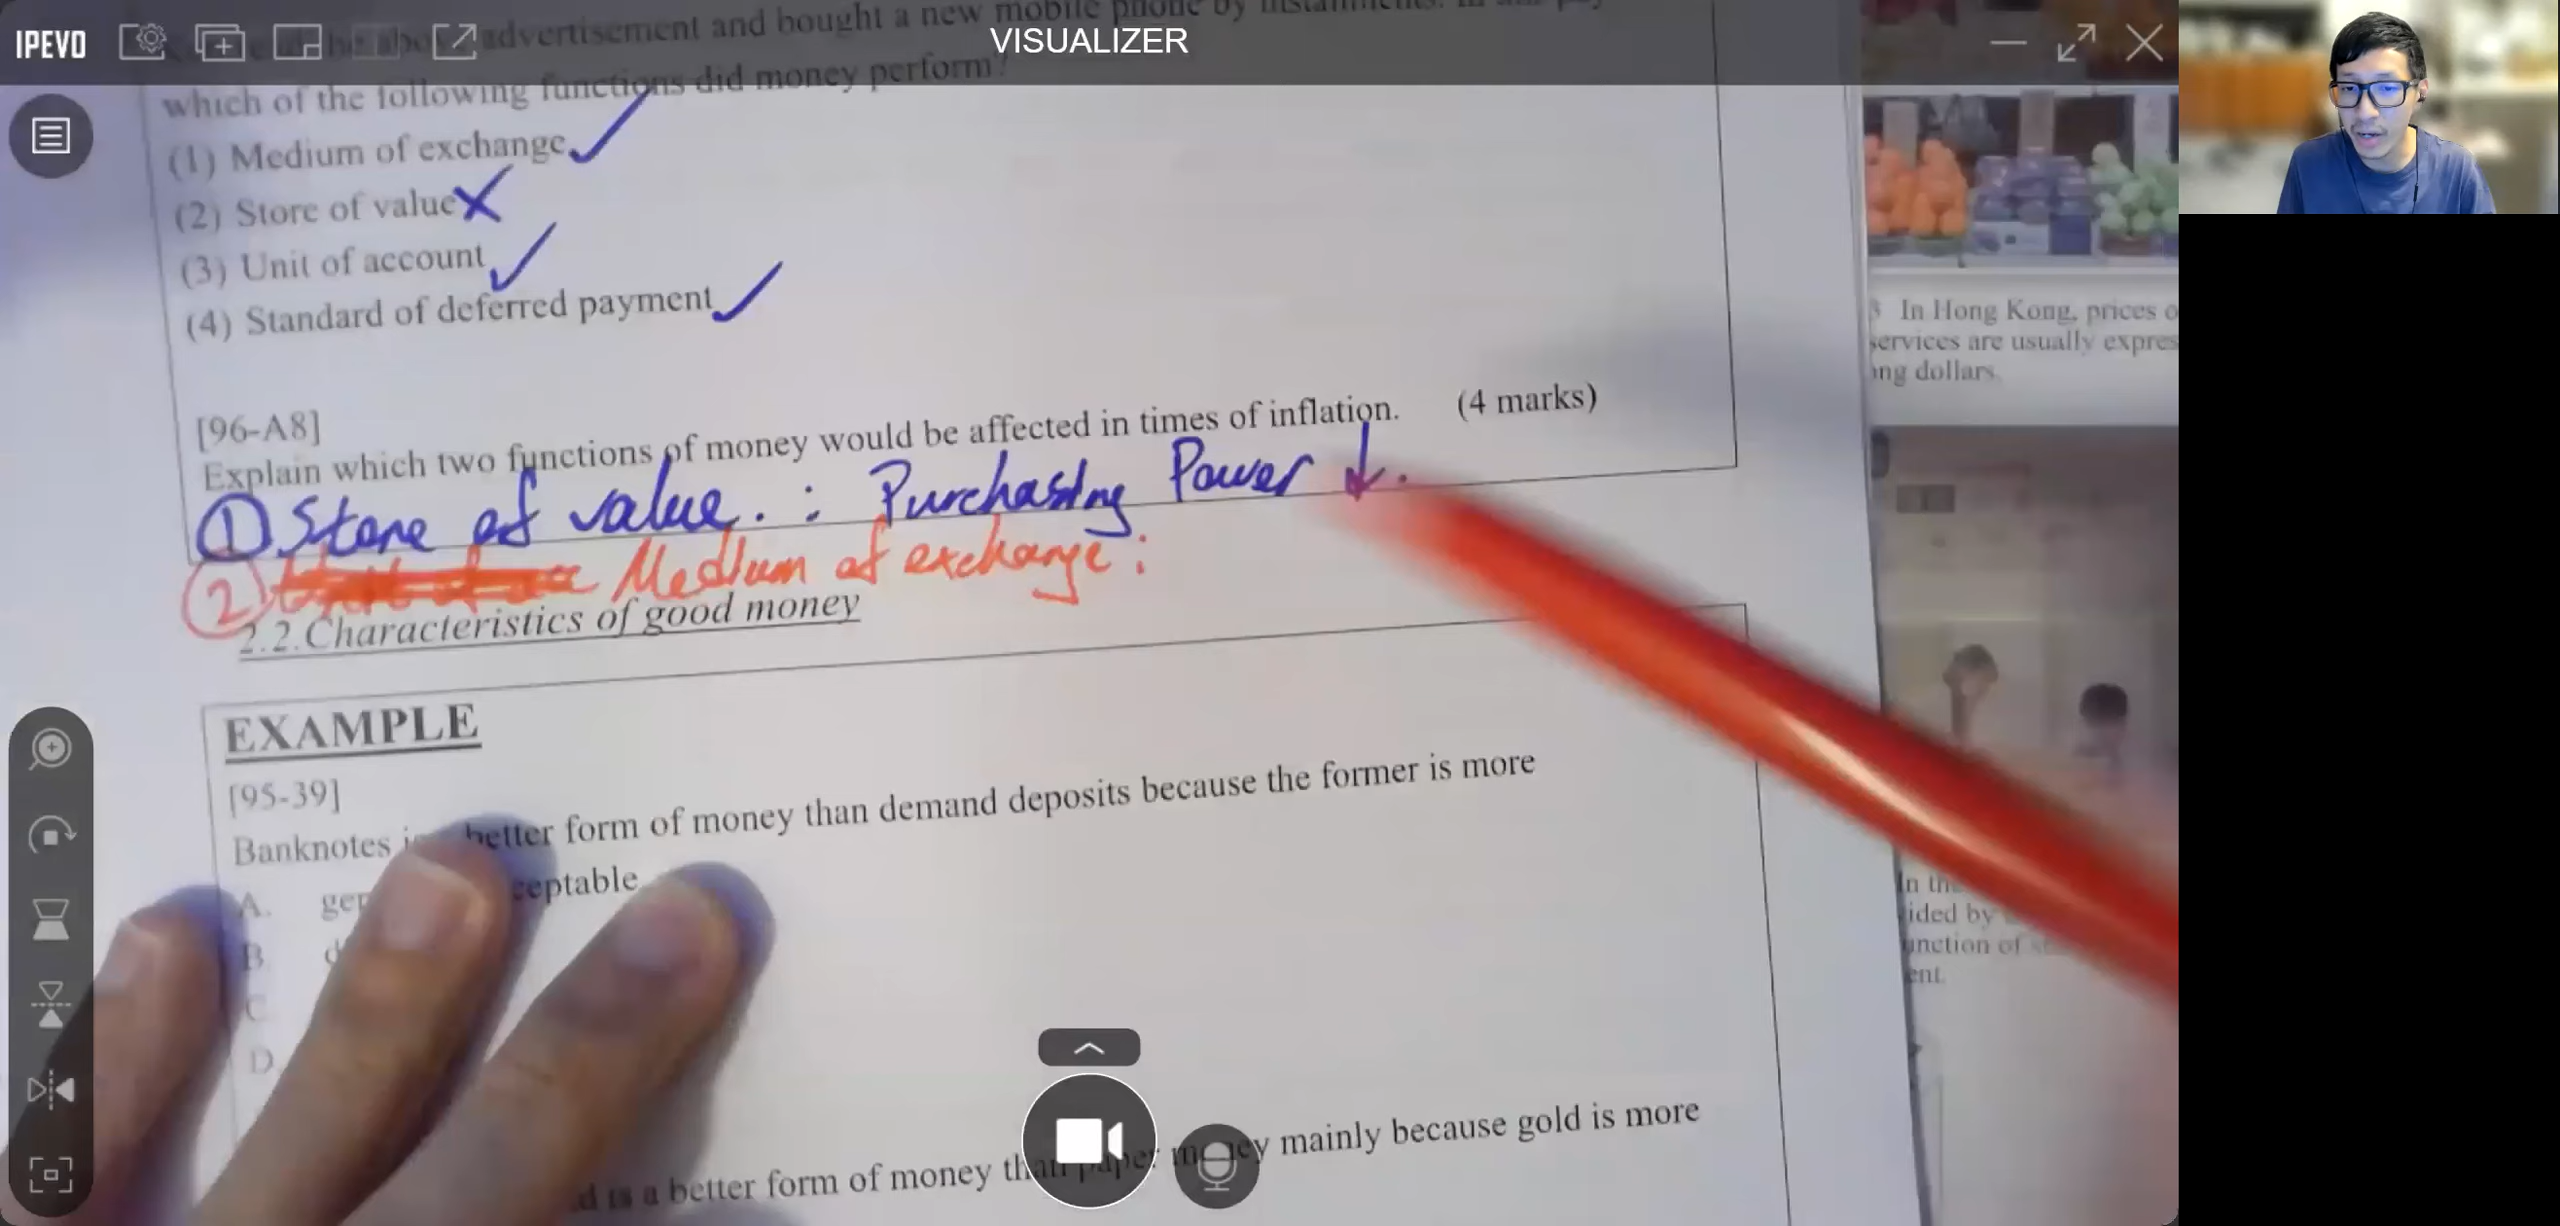 IPEVO
VISUALIZER
advertisement and bought a new mobile phone by
which of the following functions did money perform?
(1) Medium of exchange
(2) Store of value
(3) Unit of account
(4) Standard of deferred payment
[96-A8]
Explain which two functions of money would be affected in times of inflation. (4 marks)
① Store of value. : Purchasing Power ↓.
② Medium of exchange :
2.2.Characteristics of good money
EXAMPLE
[95-39]
Banknotes better form of money than demand deposits because the former is more
A.
B.
C
D.
is a better form of money than paper money mainly because gold is more
In Hong Kong, prices
services are usually
dollars.